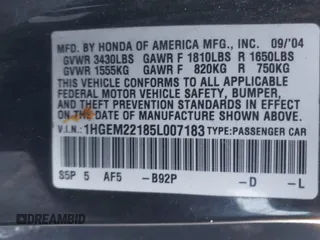 MFD. BY HONDA OF AMERICA MFG., INC. 09/'04
GVWR 3430LBS GAWR F 1810LBS R 1650LBS
GVWR 1555KG GAWR F 820KG R 750KG
THIS VEHICLE CONFORMS TO ALL APPLICABLE
FEDERAL MOTOR VEHICLE SAFETY, BUMPER,
AND THEFT PREVENTION STANDARDS IN EFFECT
ON THE DATE OF MANUFACTURE SHOWN ABOVE.
V.I.N.: 1HGEM22185L007183 TYPE: PASSENGER CAR
S5P 5 AF5 -B92P -D -L
DREAMBID